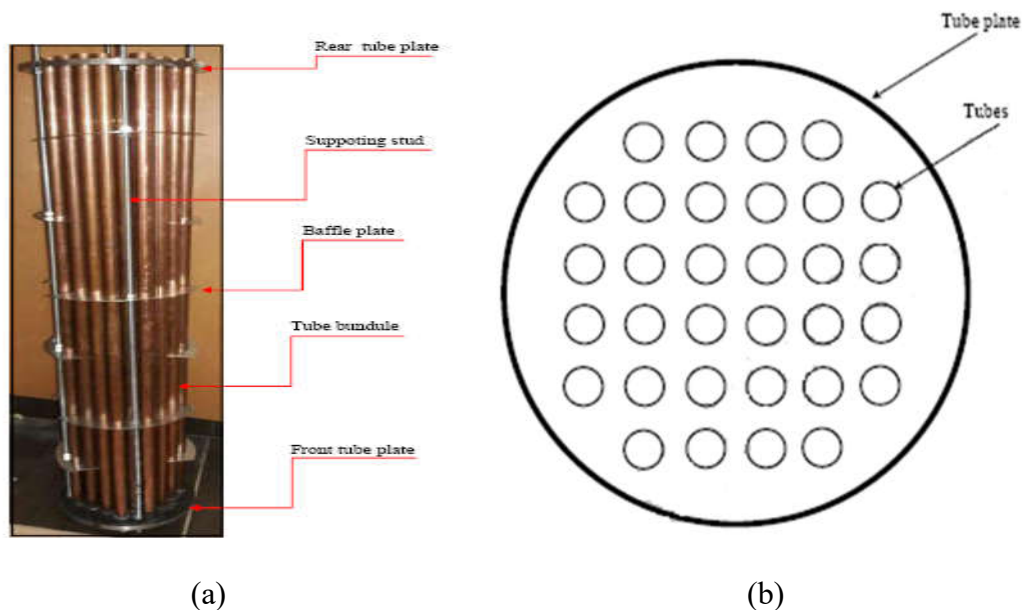 Rear tube plate
Suppoting stud
Baffle plate
Tube bundule
Front tube plate
Tube plate
Tubes
(a)
(b)